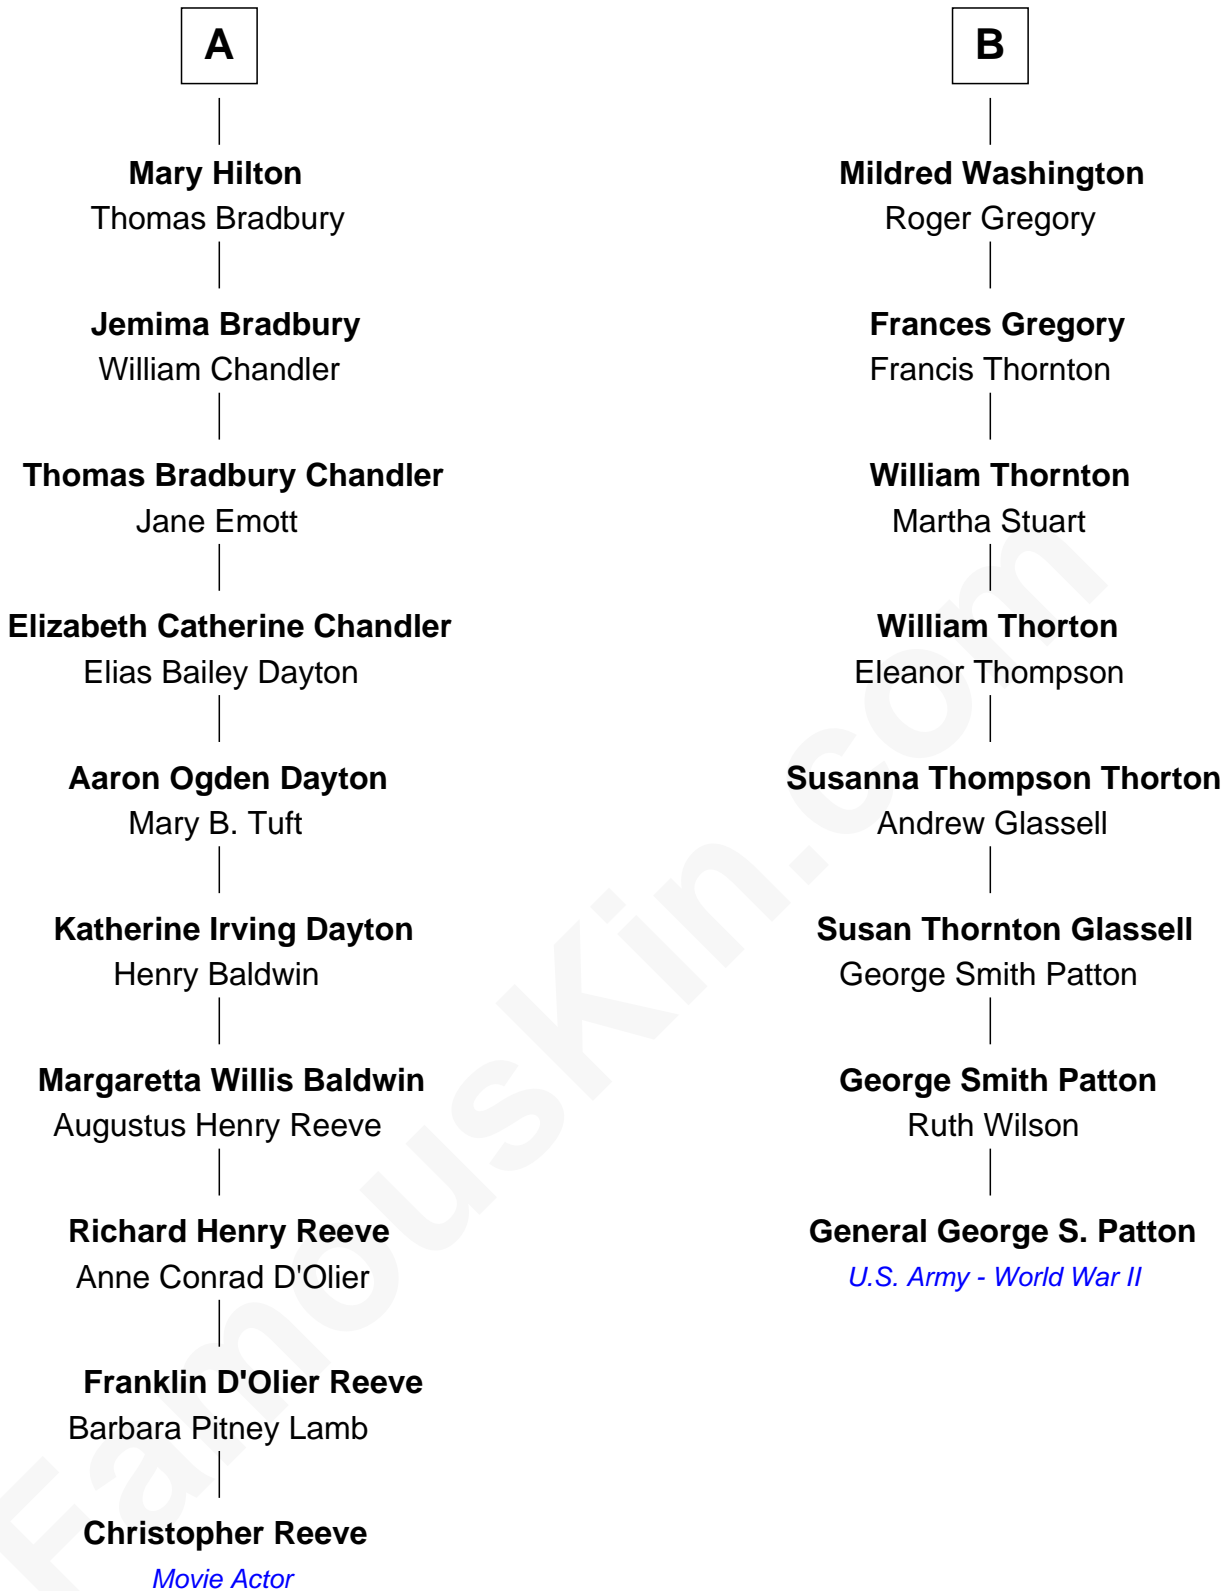 A
Mary Hilton
Thomas Bradbury
Jemima Bradbury
William Chandler
Thomas Bradbury Chandler
Jane Emott
Elizabeth Catherine Chandler
Elias Bailey Dayton
Aaron Ogden Dayton
Mary B. Tuft
Katherine Irving Dayton
Henry Baldwin
Margaretta Willis Baldwin
Augustus Henry Reeve
Richard Henry Reeve
Anne Conrad D'Olier
Franklin D'Olier Reeve
Barbara Pitney Lamb
Christopher Reeve
Movie Actor
B
Mildred Washington
Roger Gregory
Frances Gregory
Francis Thornton
William Thornton
Martha Stuart
William Thorton
Eleanor Thompson
Susanna Thompson Thorton
Andrew Glassell
Susan Thornton Glassell
George Smith Patton
George Smith Patton
Ruth Wilson
General George S. Patton
U.S. Army - World War II
FamousKin.com